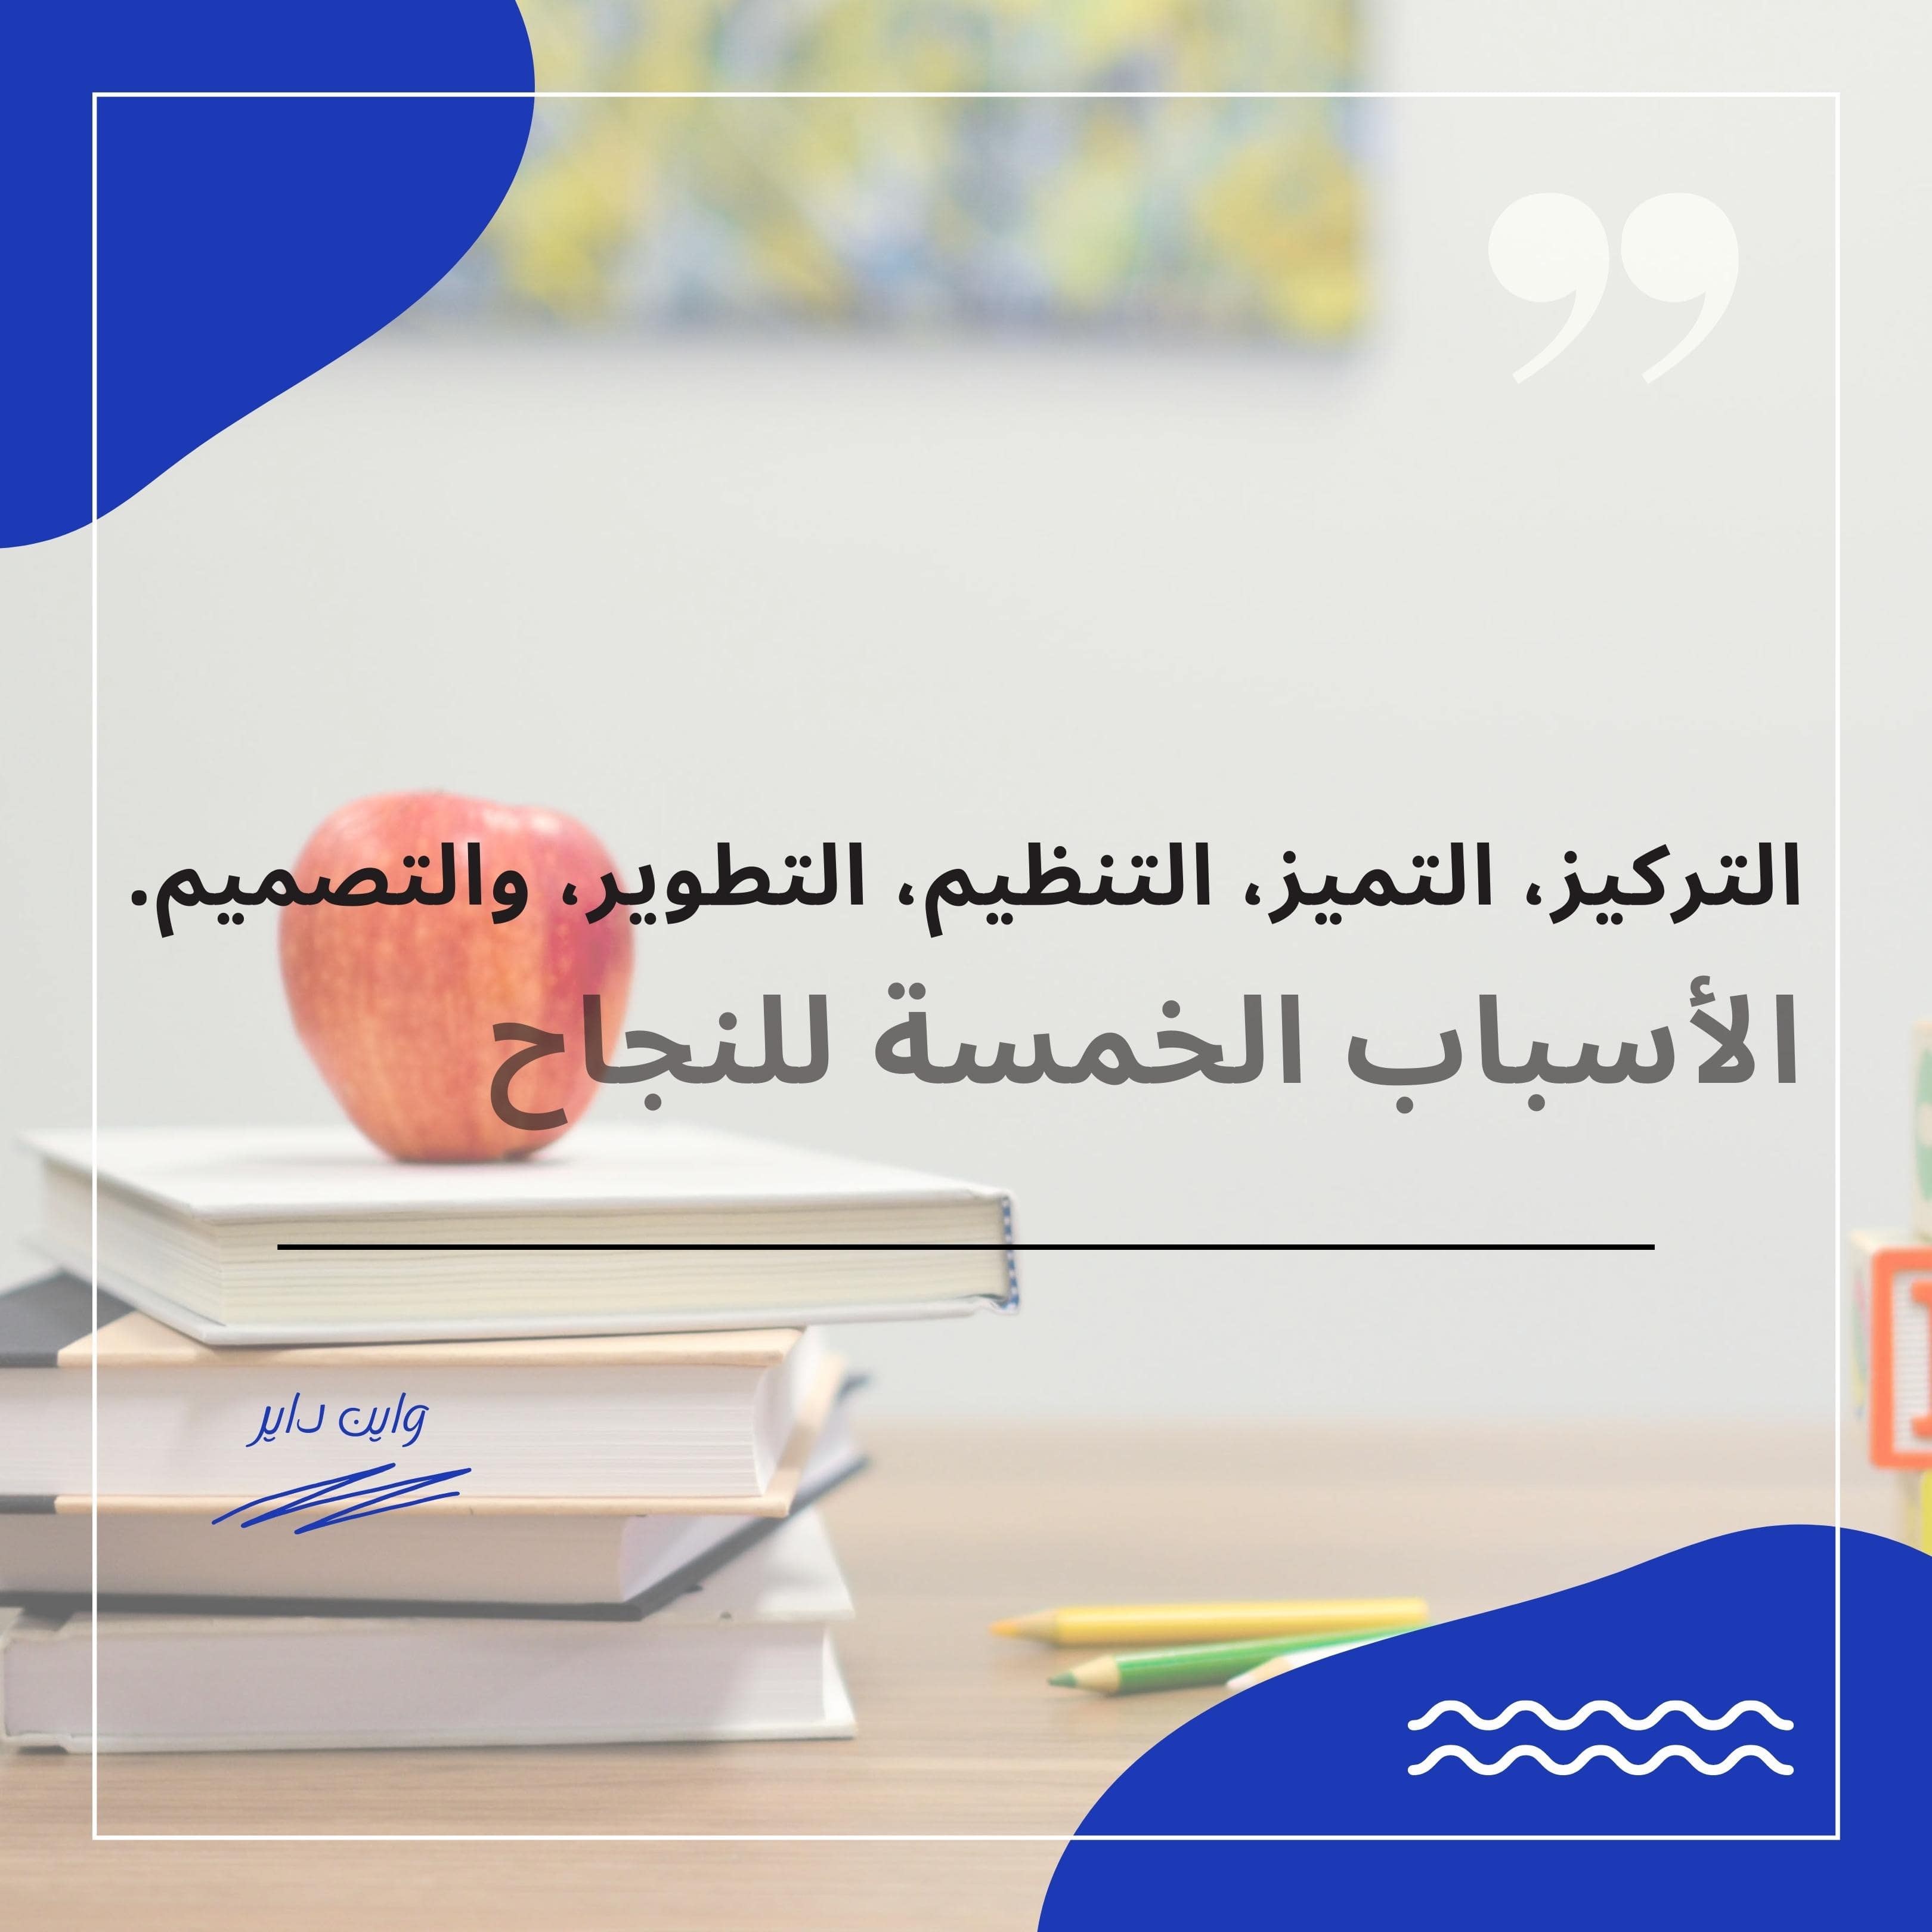 التركيز، التميز، التنظيم، التطوير، والتصميم.
الأسباب الخمسة للنجاح
واين داير